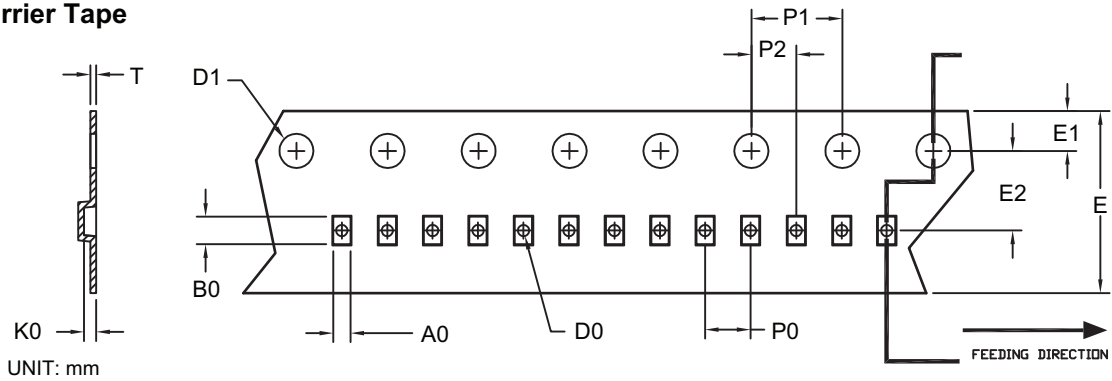 rrier Tape
P1
P2
T
D1
E1
E2
E
B0
K0
A0
D0
P0
FEEDING DIRECTION
UNIT: mm